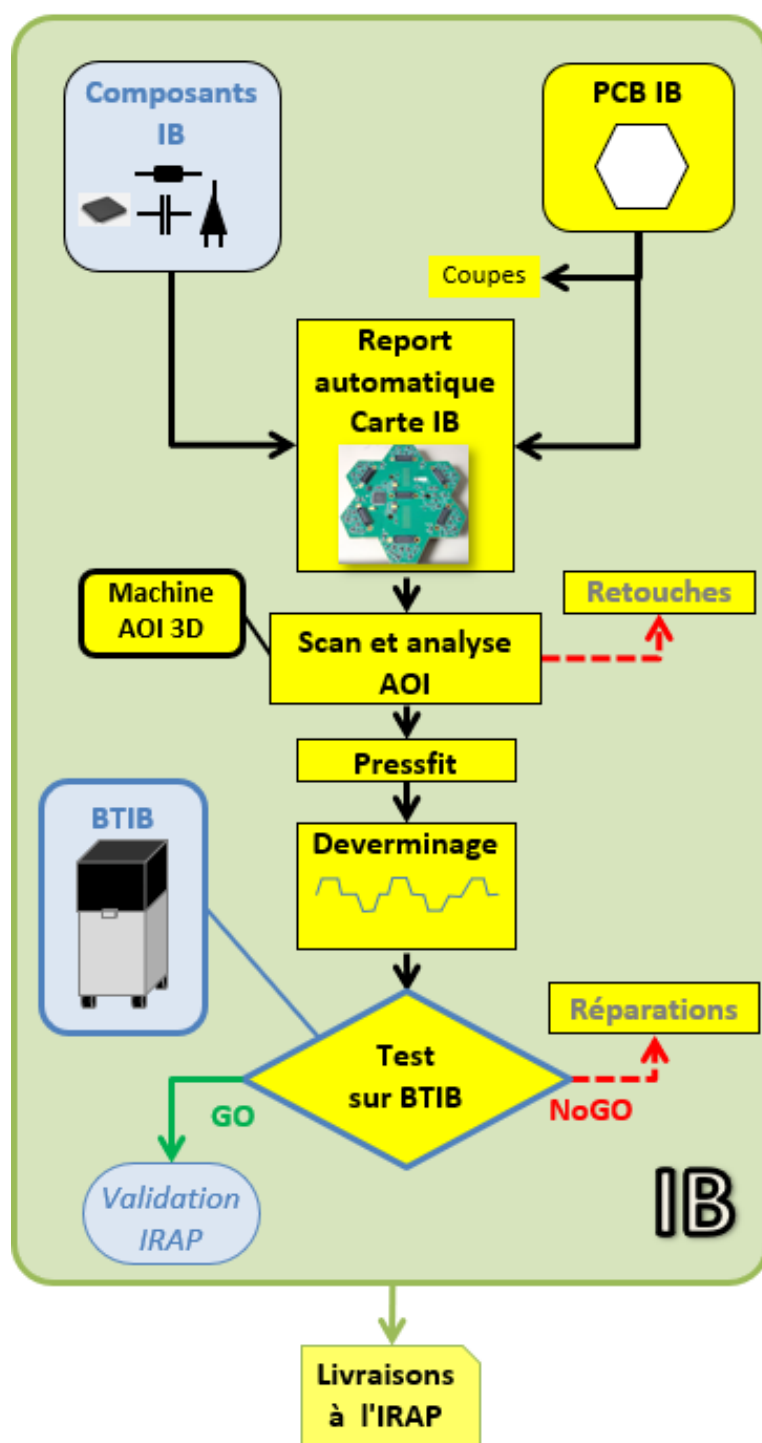 Composants
IB
PCB IB
Coupes
Report
automatique
Carte IB
Machine
AOI 3D
Retouches
Scan et analyse
AOI
Pressfit
BTIB
Deverminage
Réparations
Test
sur BTIB
GO
NoGO
Validation
IRAP
IB
Livraisons
à l'IRAP